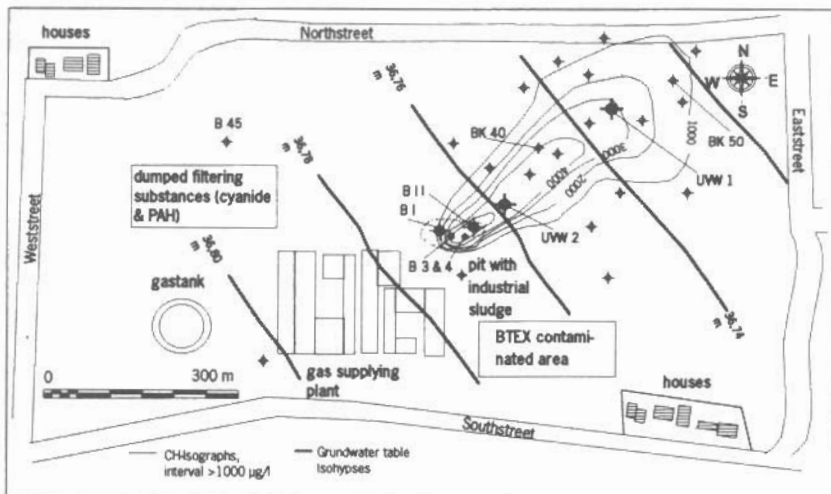 houses
Northstreet
N
W
E
S
36,76
m
1000
BK 50
Eaststreet
B 45
BK 40
3000
4000
2000
UVW 1
36,78
m
dumped filtering
substances (cyanide
& PAH)
B 11
B I
UVW 2
Weststreet
B 3 & 4
pit with
industrial
sludge
36,80
m
gastank
36,74
m
BTEX contami-
nated area
0
300 m
gas supplying
plant
houses
Southstreet
CH-Isographs,
interval >1000 µg/l
Grundwater table
Isohypses